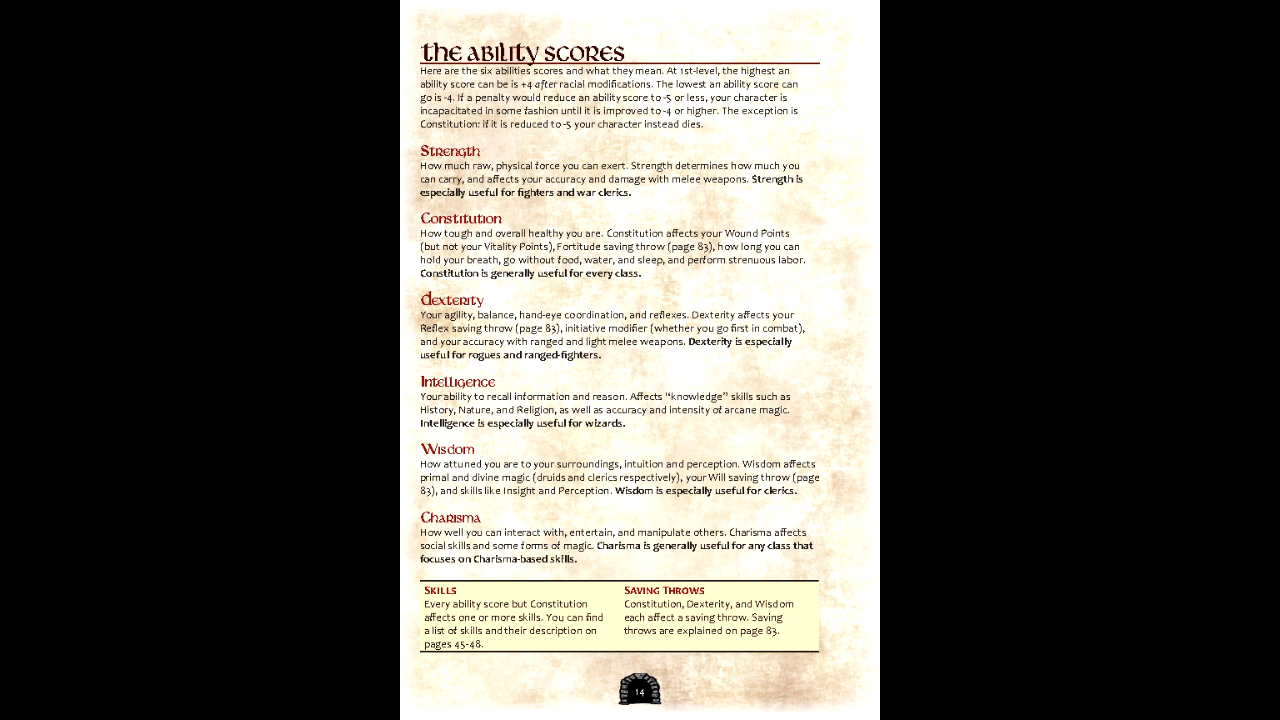 the ability scores
Here are the six abilities scores and what they mean. At 1st-level, the highest an
ability score can be is +4 after racial modifications. The lowest an ability score can
go is -4. If a penalty would reduce an ability score to -5 or less, your character is
incapacitated in some fashion until it is improved to -4 or higher. The exception is
Constitution: if it is reduced to -5 your character instead dies.
Strength
How much raw, physical force you can exert. Strength determines how much you
can carry, and affects your accuracy and damage with melee weapons. Strength is
especially useful for fighters and war clerics.
Constitution
How tough and overall healthy you are. Constitution affects your Wound Points
(but not your Vitality Points), Fortitude saving throw (page 83), how long you can
hold your breath, go without food, water, and sleep, and perform strenuous labor.
Constitution is generally useful for every class.
dexterity
Your agility, balance, hand-eye coordination, and reflexes. Dexterity affects your
Reflex saving throw (page 83), initiative modifier (whether you go first in combat),
and your accuracy with ranged and light melee weapons. Dexterity is especially
useful for rogues and ranged-fighters.
Intelligence
Your ability to recall information and reason. Affects “knowledge” skills such as
History, Nature, and Religion, as well as accuracy and intensity of arcane magic.
Intelligence is especially useful for wizards.
Wisdom
How attuned you are to your surroundings, intuition and perception. Wisdom affects
primal and divine magic (druids and clerics respectively), your Will saving throw (page
83), and skills like Insight and Perception. Wisdom is especially useful for clerics.
Charisma
How well you can interact with, entertain, and manipulate others. Charisma affects
social skills and some forms of magic. Charisma is generally useful for any class that
focuses on Charisma-based skills.
Skills
Every ability score but Constitution
affects one or more skills. You can find
a list of skills and their description on
pages 45-48.
Saving Throws
Constitution, Dexterity, and Wisdom
each affect a saving throw. Saving
throws are explained on page 83.
14